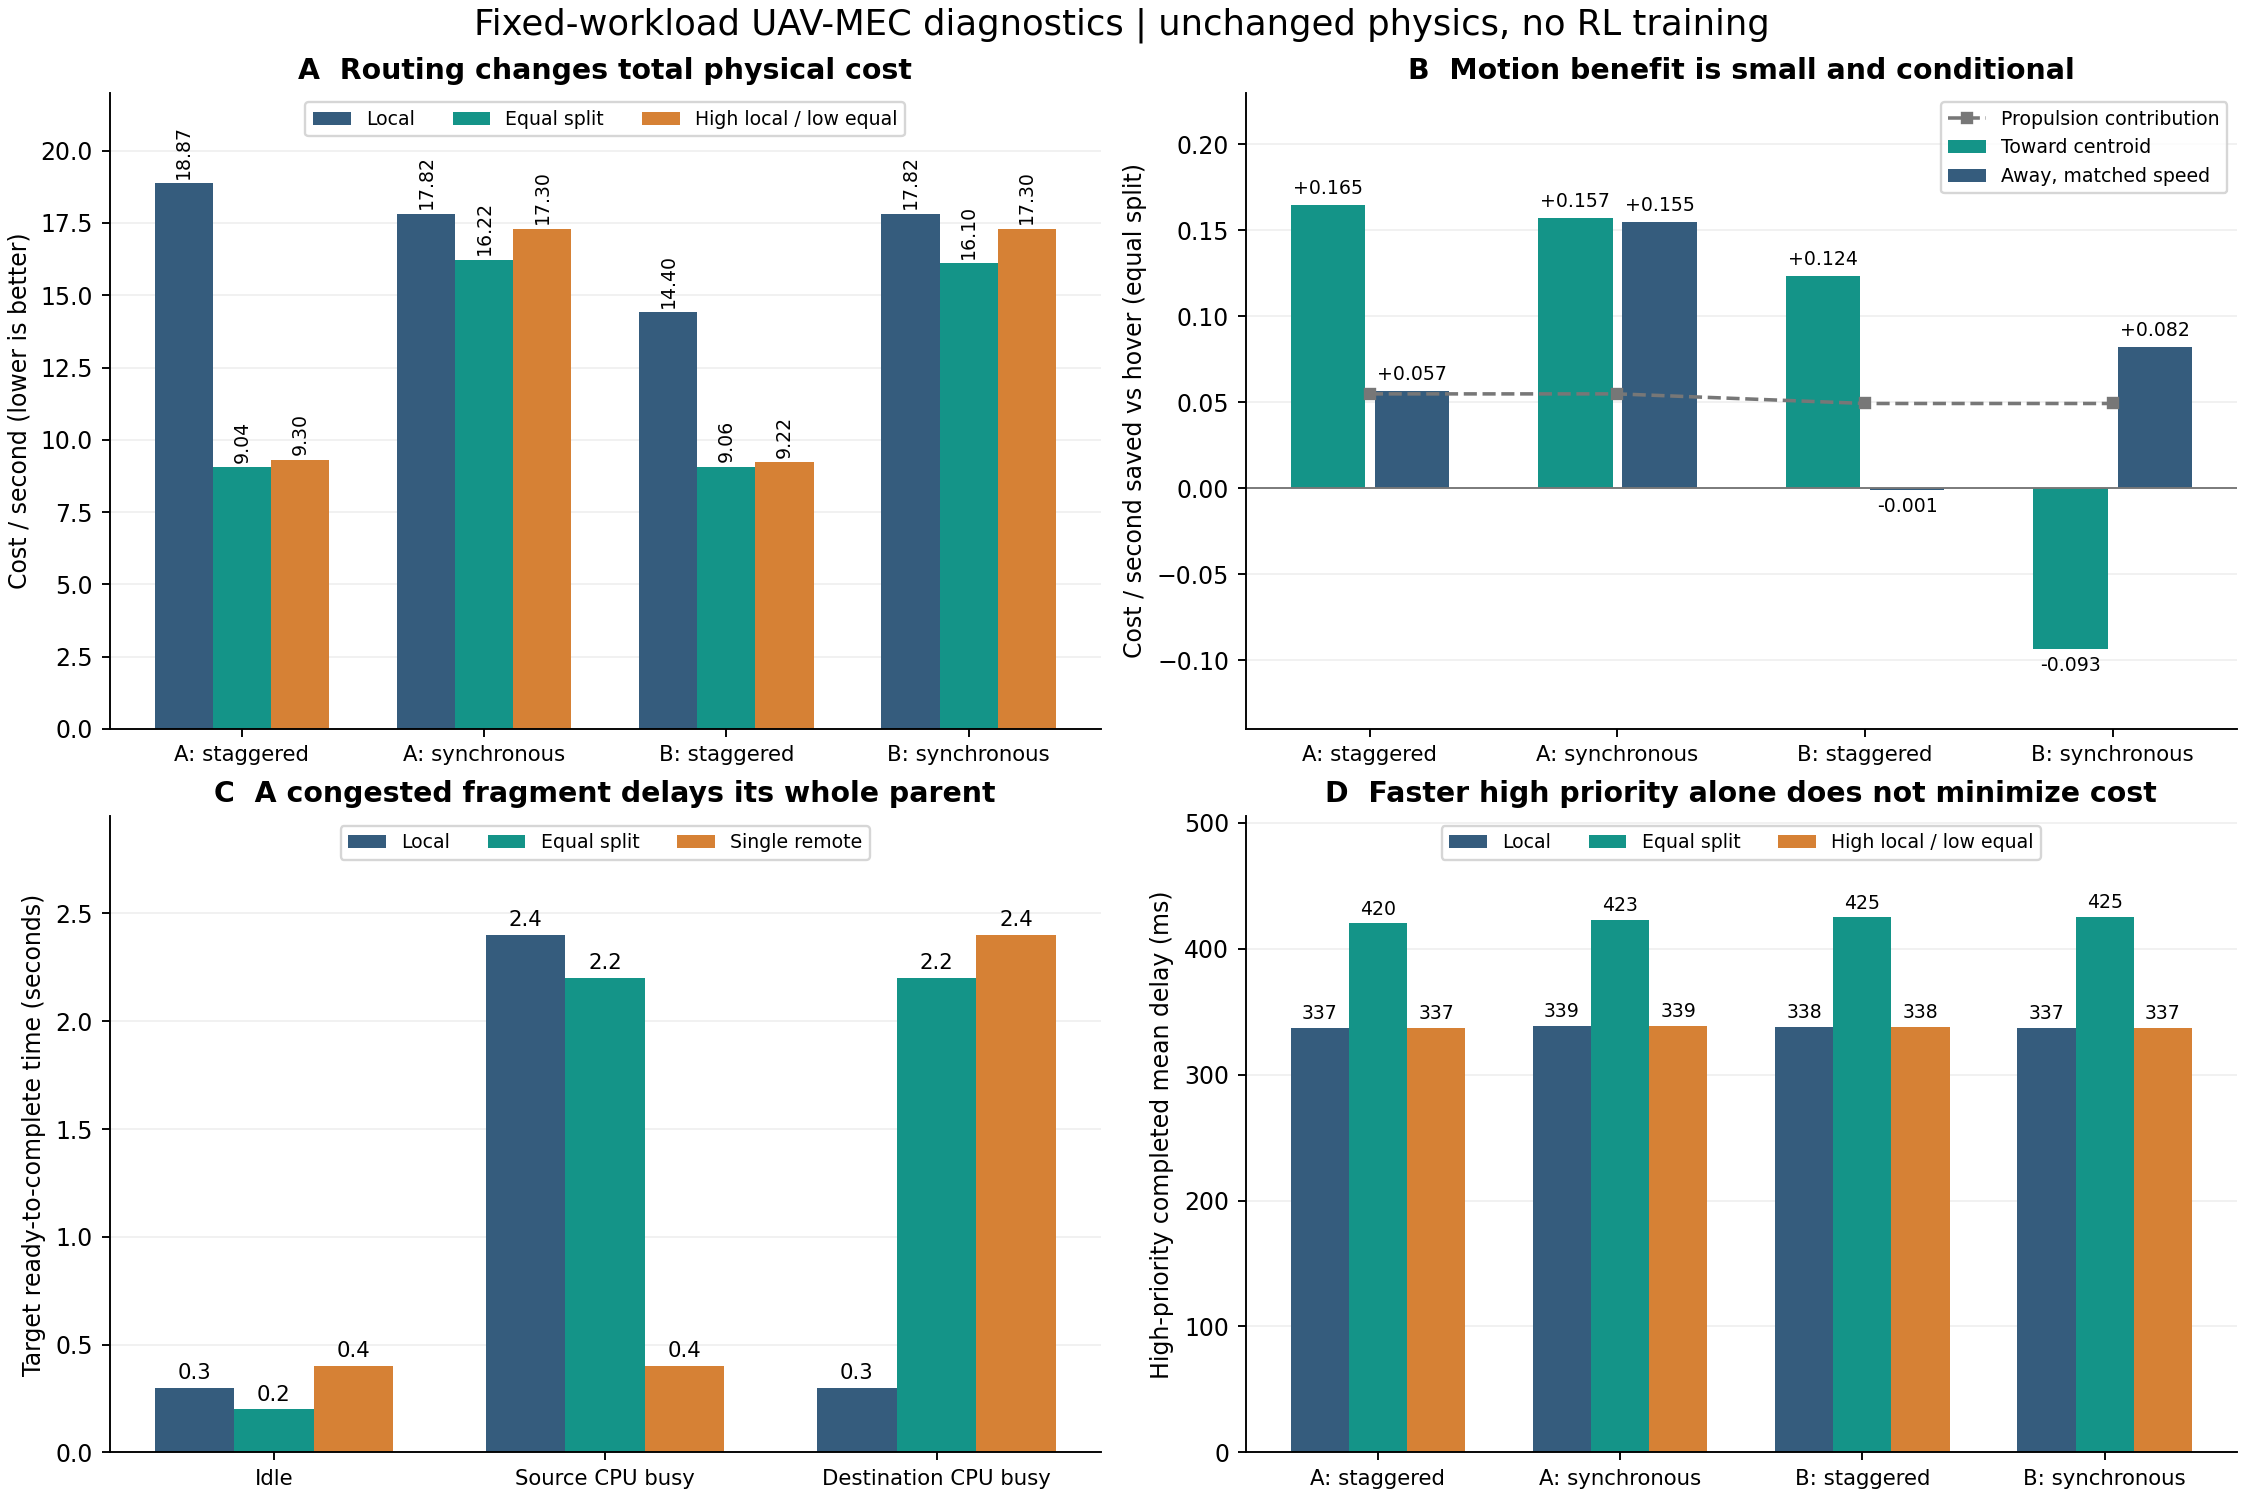 Fixed-workload UAV-MEC diagnostics | unchanged physics, no RL training
A  Routing changes total physical cost
Local
Equal split
High local / low equal
Cost / second (lower is better)
20.0
17.5
15.0
12.5
10.0
7.5
5.0
2.5
0.0
18.87
9.04
9.30
17.82
16.22
17.30
14.40
9.06
9.22
17.82
16.10
17.30
A: staggered
A: synchronous
B: staggered
B: synchronous
B  Motion benefit is small and conditional
Propulsion contribution
Toward centroid
Away, matched speed
Cost / second saved vs hover (equal split)
0.20
0.15
0.10
0.05
0.00
−0.05
−0.10
+0.165
+0.057
+0.157
+0.155
+0.124
-0.001
-0.093
+0.082
A: staggered
A: synchronous
B: staggered
B: synchronous
C  A congested fragment delays its whole parent
Local
Equal split
Single remote
Target ready-to-complete time (seconds)
2.5
2.0
1.5
1.0
0.5
0.0
0.3
0.2
0.4
2.4
2.2
0.4
0.3
2.2
2.4
Idle
Source CPU busy
Destination CPU busy
D  Faster high priority alone does not minimize cost
Local
Equal split
High local / low equal
High-priority completed mean delay (ms)
500
400
300
200
100
0
337
420
337
339
423
339
338
425
338
337
425
337
A: staggered
A: synchronous
B: staggered
B: synchronous